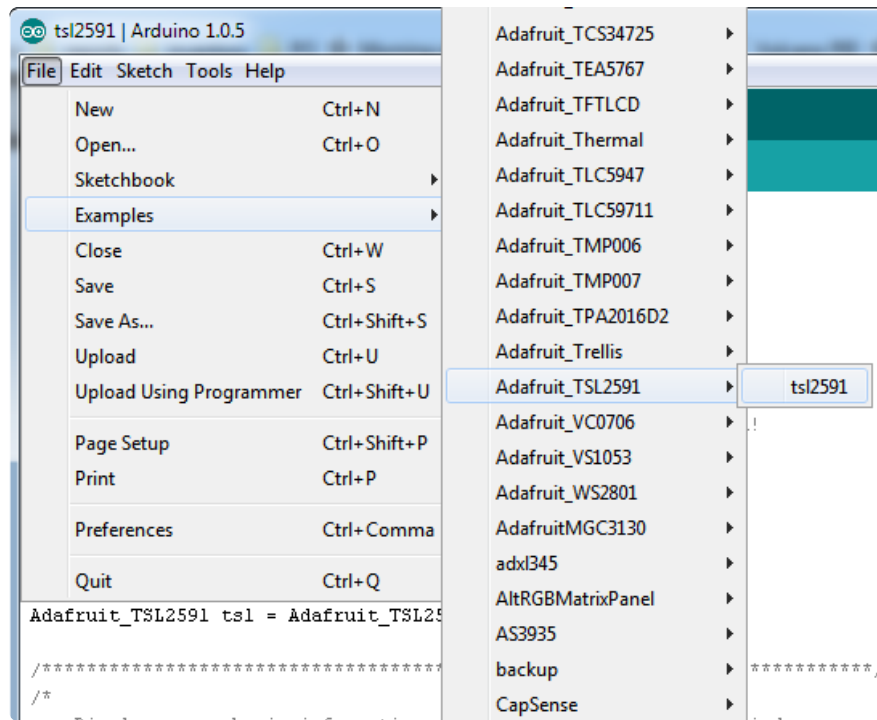 tsl2591 | Arduino 1.0.5
File Edit Sketch Tools Help
New Ctrl+N
Open... Ctrl+O
Sketchbook
Examples
Close Ctrl+W
Save Ctrl+S
Save As... Ctrl+Shift+S
Upload Ctrl+U
Upload Using Programmer Ctrl+Shift+U
Page Setup Ctrl+Shift+P
Print Ctrl+P
Preferences Ctrl+Comma
Quit Ctrl+Q
Adafruit_TCS34725
Adafruit_TEA5767
Adafruit_TFTLCD
Adafruit_Thermal
Adafruit_TLC5947
Adafruit_TLC59711
Adafruit_TMP006
Adafruit_TMP007
Adafruit_TPA2016D2
Adafruit_Trellis
Adafruit_TSL2591
Adafruit_VC0706
Adafruit_VS1053
Adafruit_WS2801
AdafruitMGC3130
adxl345
AltRGBMatrixPanel
AS3935
backup
CapSense
tsl2591
Adafruit_TSL2591 tsl = Adafruit_TSL25
/**************************************
/*